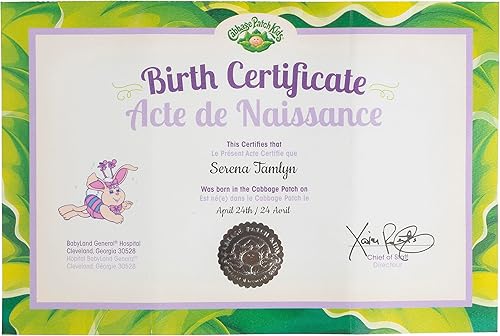 Cabbage Patch Kids
Birth Certificate
Acte de Naissance
This Certifies that
Le Présent Acte Certifie que
Serena Tamlyn
Was born in the Cabbage Patch on
Est né(e) dans le Cabbage Patch le
April 24th / 24 Avril
BabyLand General® Hospital
Cleveland, Georgia 30528
Hôpital BabyLand General®
Cleveland, Georgia 30528
Chief of Staff
Directeur